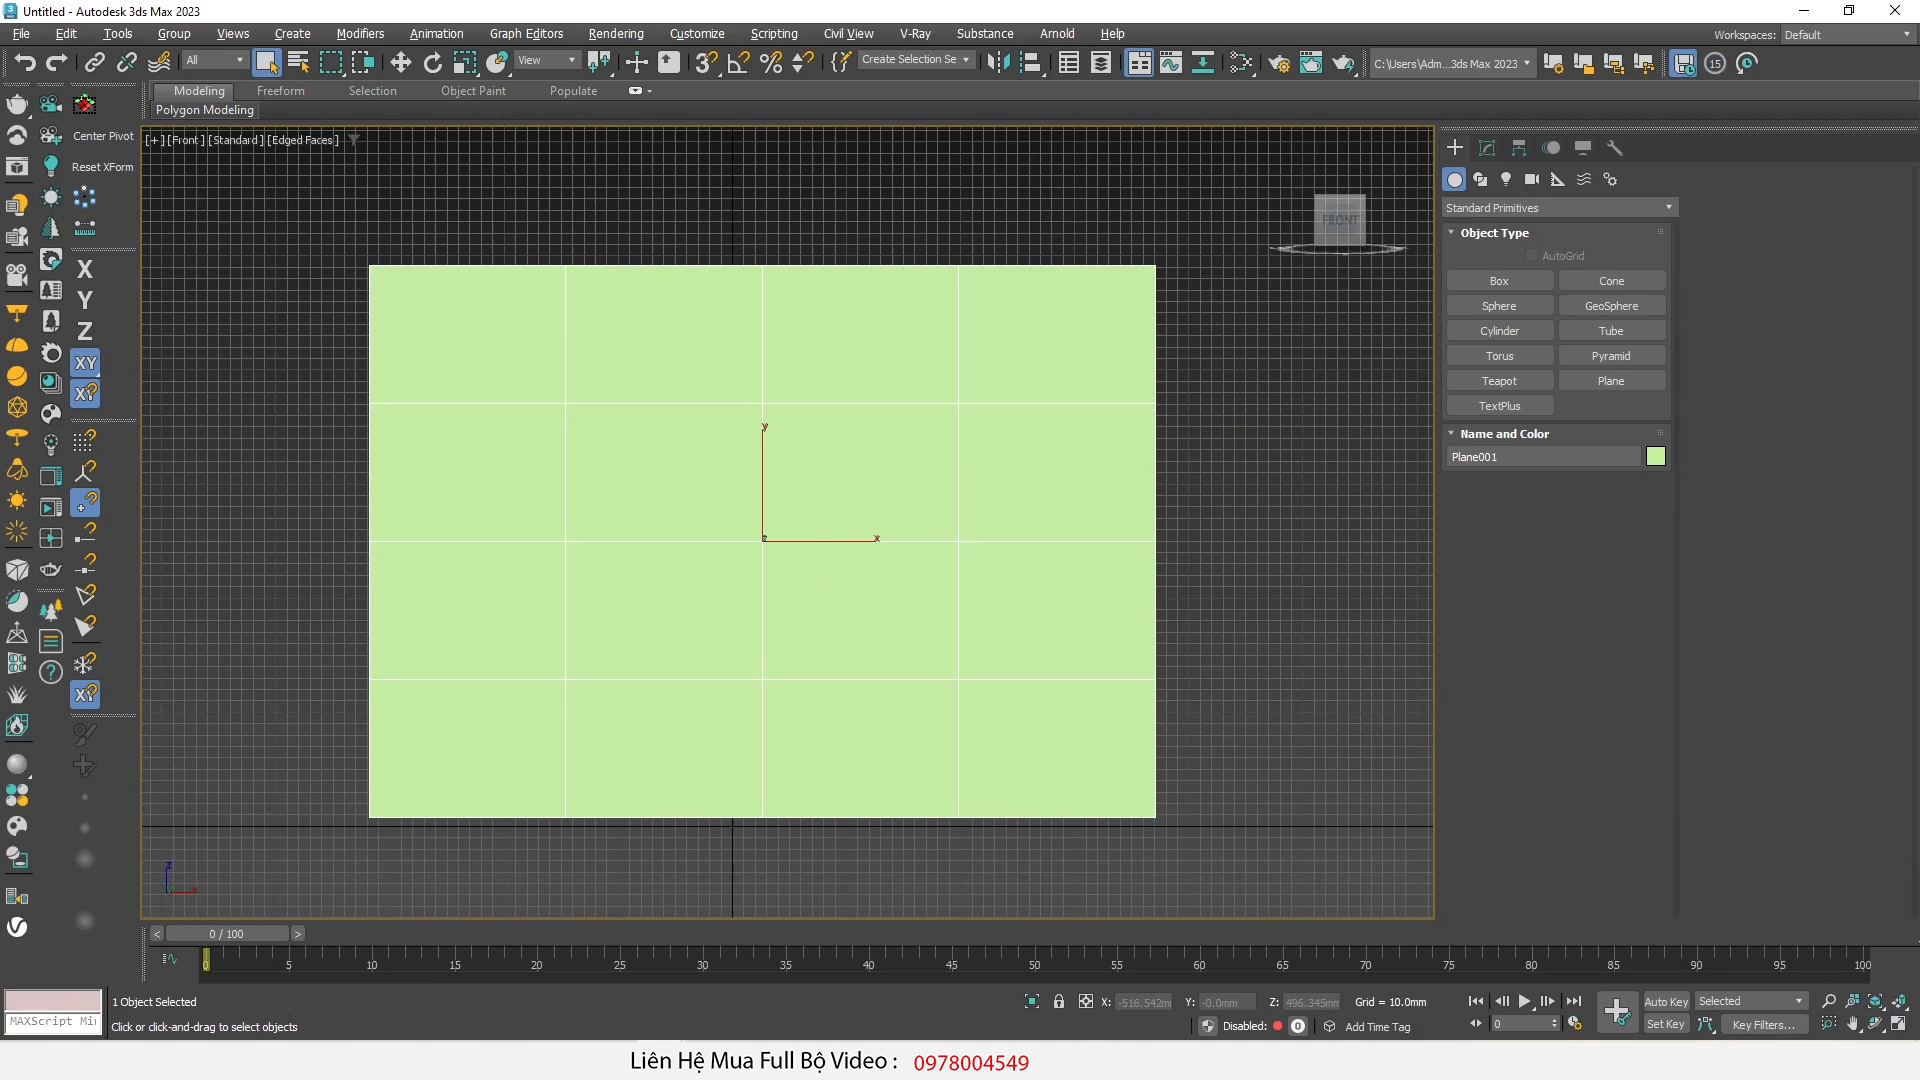 Untitled - Autodesk 3ds Max 2023
File Edit Tools Group Views Create Modifiers Animation Graph Editors Rendering Customize Scripting Civil View V-Ray Substance Arnold Help
Workspaces: Default
All View Create Selection Se C:\Users\Adm...3ds Max 2023 15
Modeling Freeform Selection Object Paint Populate
Polygon Modeling
Center Pivot
Reset XForm
[+] [Front] [Standard] [Edged Faces]
FRONT
X
Y
Z
XY
XY
XY
y
x
z
z
x
Standard Primitives
Object Type
AutoGrid
Box Cone
Sphere GeoSphere
Cylinder Tube
Torus Pyramid
Teapot Plane
TextPlus
Name and Color
Plane001
< 0 / 100 >
0 5 10 15 20 25 30 35 40 45 50 55 60 65 70 75 80 85 90 95 100
1 Object Selected
X: -516.542mm Y: -0.0mm Z: 496.345mm Grid = 10.0mm
Auto Key Selected
MAXScript Mi
Click or click-and-drag to select objects
Disabled: 0 Add Time Tag
0
Set Key Key Filters...
Liên Hệ Mua Full Bộ Video : 0978004549